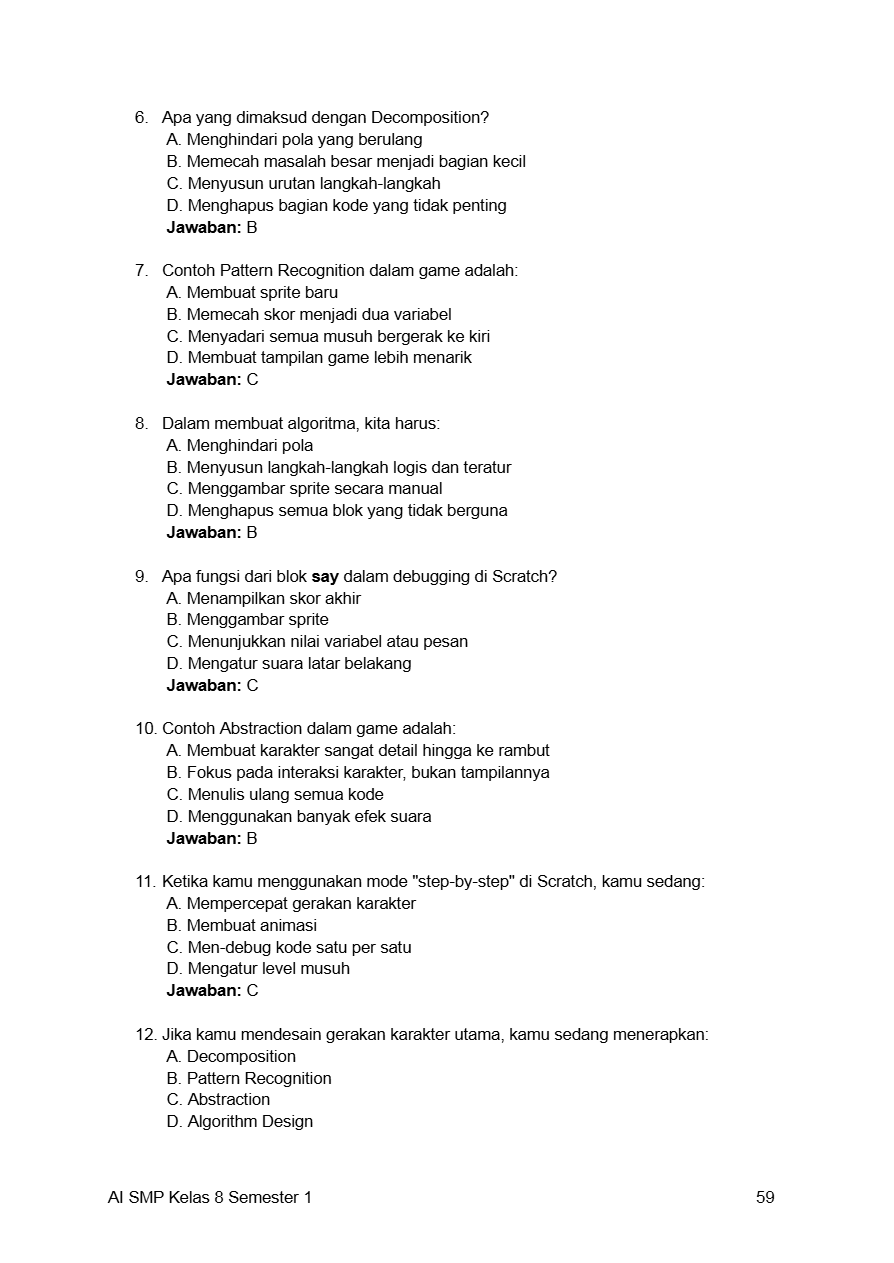 6. Apa yang dimaksud dengan Decomposition?
A. Menghindari pola yang berulang
B. Memecah masalah besar menjadi bagian kecil
C. Menyusun urutan langkah-langkah
D. Menghapus bagian kode yang tidak penting
Jawaban: B
7. Contoh Pattern Recognition dalam game adalah:
A. Membuat sprite baru
B. Memecah skor menjadi dua variabel
C. Menyadari semua musuh bergerak ke kiri
D. Membuat tampilan game lebih menarik
Jawaban: C
8. Dalam membuat algoritma, kita harus:
A. Menghindari pola
B. Menyusun langkah-langkah logis dan teratur
C. Menggambar sprite secara manual
D. Menghapus semua blok yang tidak berguna
Jawaban: B
9. Apa fungsi dari blok say dalam debugging di Scratch?
A. Menampilkan skor akhir
B. Menggambar sprite
C. Menunjukkan nilai variabel atau pesan
D. Mengatur suara latar belakang
Jawaban: C
10. Contoh Abstraction dalam game adalah:
A. Membuat karakter sangat detail hingga ke rambut
B. Fokus pada interaksi karakter, bukan tampilannya
C. Menulis ulang semua kode
D. Menggunakan banyak efek suara
Jawaban: B
11. Ketika kamu menggunakan mode "step-by-step" di Scratch, kamu sedang:
A. Mempercepat gerakan karakter
B. Membuat animasi
C. Men-debug kode satu per satu
D. Mengatur level musuh
Jawaban: C
12. Jika kamu mendesain gerakan karakter utama, kamu sedang menerapkan:
A. Decomposition
B. Pattern Recognition
C. Abstraction
D. Algorithm Design
AI SMP Kelas 8 Semester 1 59